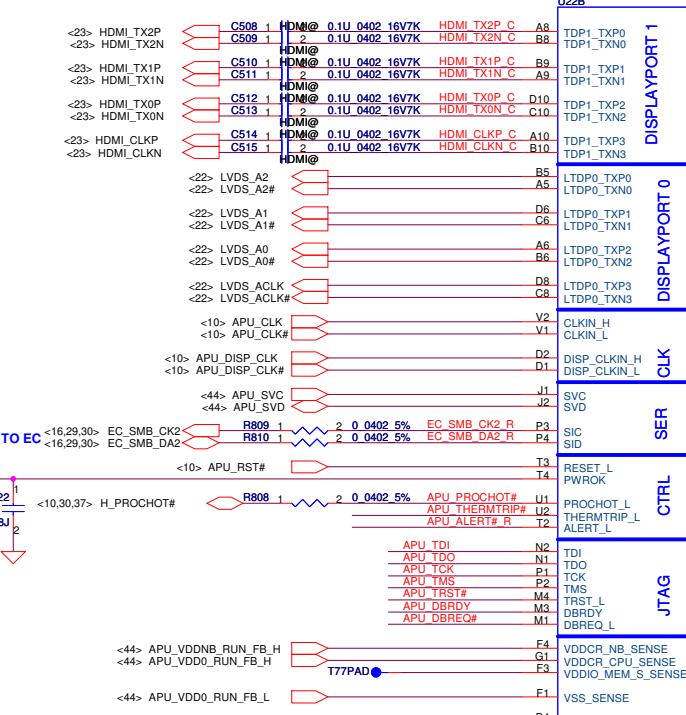 U22B
<23> HDMI_TX2P C508 1 HDMI@ 2 0.1U_0402_16V7K HDMI_TX2P_C A8 TDP1_TXP0
<23> HDMI_TX2N C509 1 2 0.1U_0402_16V7K HDMI_TX2N_C B8 TDP1_TXN0
HDMI@
<23> HDMI_TX1P C510 1 HDMI@ 2 0.1U_0402_16V7K HDMI_TX1P_C B9 TDP1_TXP1
<23> HDMI_TX1N C511 1 2 0.1U_0402_16V7K HDMI_TX1N_C A9 TDP1_TXN1
HDMI@
<23> HDMI_TX0P C512 1 HDMI@ 2 0.1U_0402_16V7K HDMI_TX0P_C D10 TDP1_TXP2
<23> HDMI_TX0N C513 1 2 0.1U_0402_16V7K HDMI_TX0N_C C10 TDP1_TXN2
HDMI@
<23> HDMI_CLKP C514 1 HDMI@ 2 0.1U_0402_16V7K HDMI_CLKP_C A10 TDP1_TXP3
<23> HDMI_CLKN C515 1 2 0.1U_0402_16V7K HDMI_CLKN_C B10 TDP1_TXN3
HDMI@
DISPLAYPORT 1
<22> LVDS_A2 B5 LTDP0_TXP0
<22> LVDS_A2# A5 LTDP0_TXN0
<22> LVDS_A1 D6 LTDP0_TXP1
<22> LVDS_A1# C6 LTDP0_TXN1
<22> LVDS_A0 A6 LTDP0_TXP2
<22> LVDS_A0# B6 LTDP0_TXN2
<22> LVDS_ACLK D8 LTDP0_TXP3
<22> LVDS_ACLK# C8 LTDP0_TXN3
DISPLAYPORT 0
<10> APU_CLK V2 CLKIN_H
<10> APU_CLK# V1 CLKIN_L
<10> APU_DISP_CLK D2 DISP_CLKIN_H
<10> APU_DISP_CLK# D1 DISP_CLKIN_L
CLK
<44> APU_SVC J1 SVC
<44> APU_SVD J2 SVD
TO EC <16,29,30> EC_SMB_CK2 R809 1 2 0_0402_5% EC_SMB_CK2_R P3 SIC
<16,29,30> EC_SMB_DA2 R810 1 2 0_0402_5% EC_SMB_DA2_R P4 SID
SER
<10> APU_RST# T3 RESET_L
T4 PWROK
<10,30,37> H_PROCHOT# R808 1 2 0_0402_5% APU_PROCHOT# U1 PROCHOT_L
APU_THERMTRIP# U2 THERMTRIP_L
APU_ALERT#_R T2 ALERT_L
CTRL
1
2
APU_TDI N2 TDI
APU_TDO N1 TDO
APU_TCK P1 TCK
APU_TMS P2 TMS
APU_TRST# M4 TRST_L
APU_DBRDY M3 DBRDY
APU_DBREQ# M1 DBREQ_L
JTAG
<44> APU_VDDNB_RUN_FB_H F4 VDDCR_NB_SENSE
<44> APU_VDD0_RUN_FB_H G1 VDDCR_CPU_SENSE
T77PAD F3 VDDIO_MEM_S_SENSE
<44> APU_VDD0_RUN_FB_L F1 VSS_SENSE